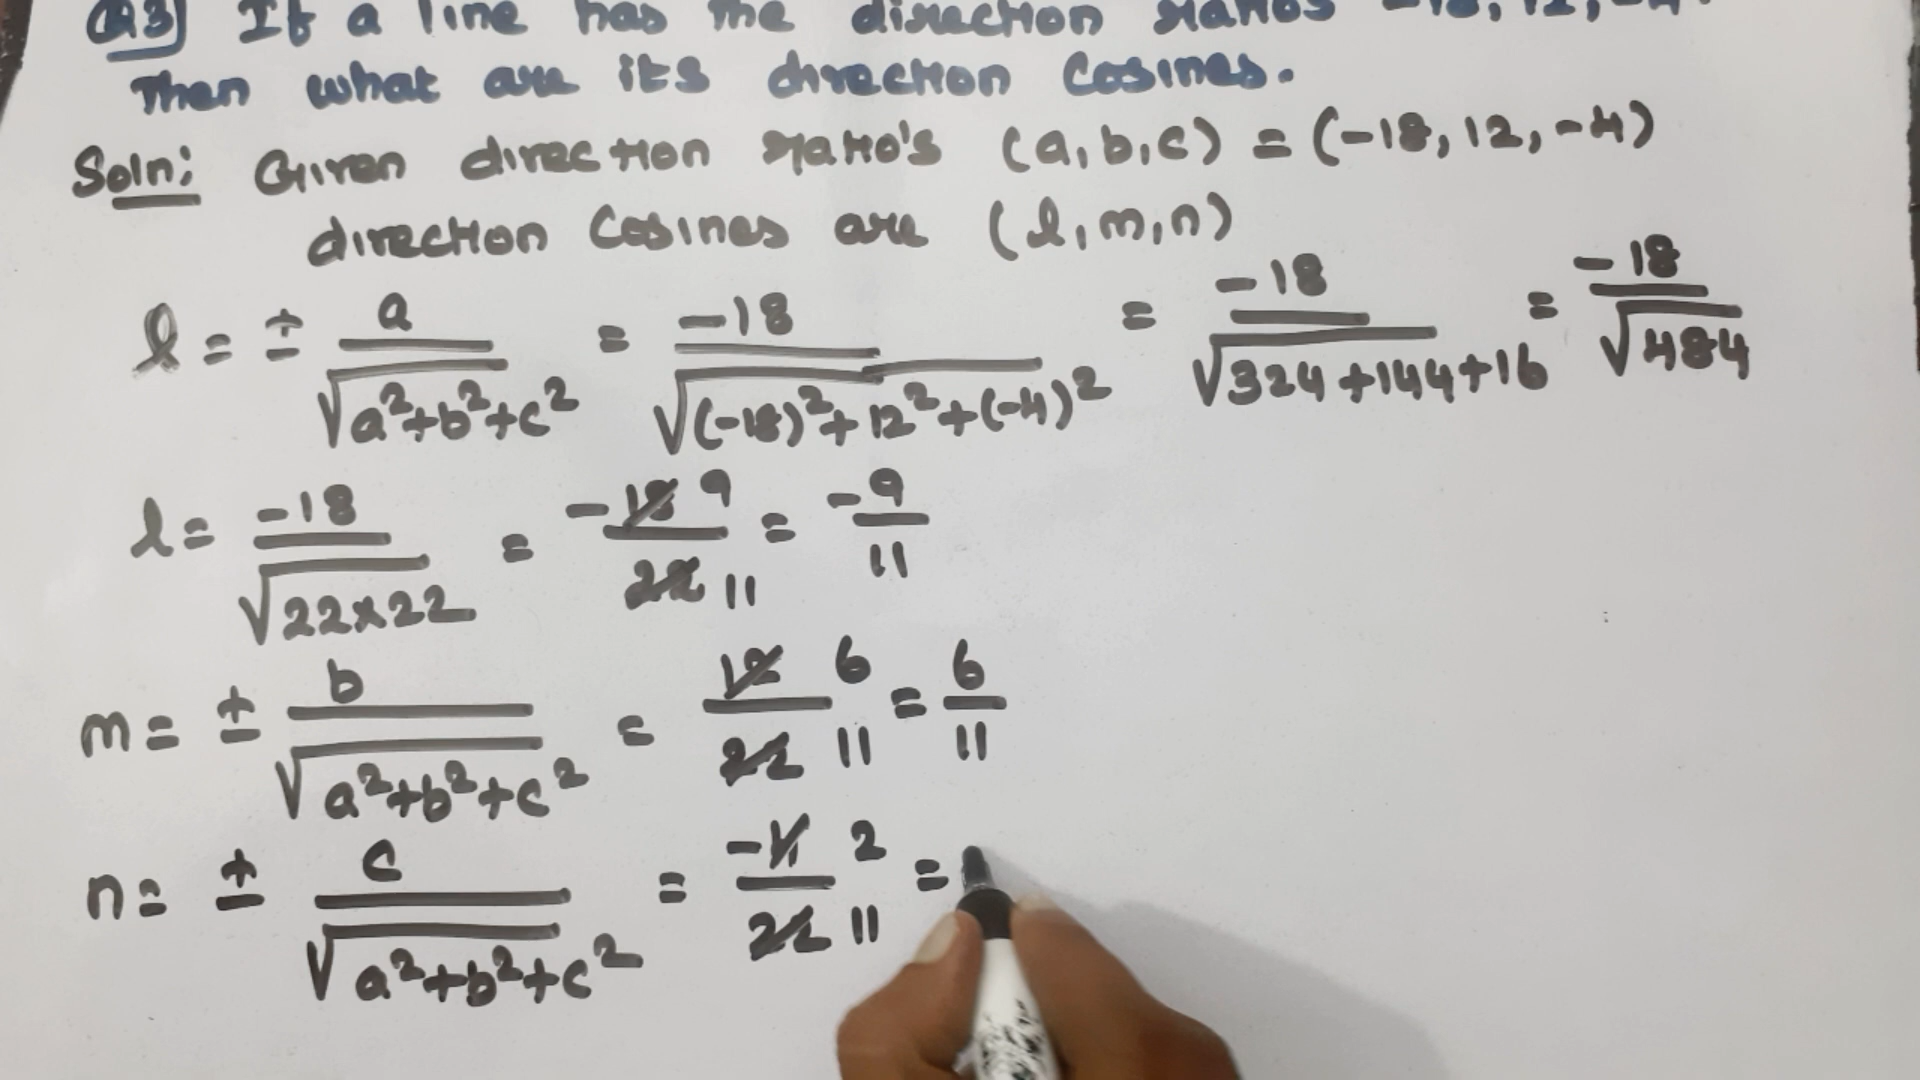 Q3) If a line has the direction ratios -18, 12, -4.
Then what are its direction Cosines.
Soln: Given direction ratio's (a, b, c) = (-18, 12, -4)
direction Cosines are (l, m, n)
l = ± a/√a²+b²+c² = -18/√(-18)²+12²+(-4)² = -18/√324+144+16 = -18/√484
l = -18/√22×22 = -18 9/22 11 = -9/11
m = ± b/√a²+b²+c² = 12 6/22 11 = 6/11
n = ± c/√a²+b²+c² = -4 2/22 11 =